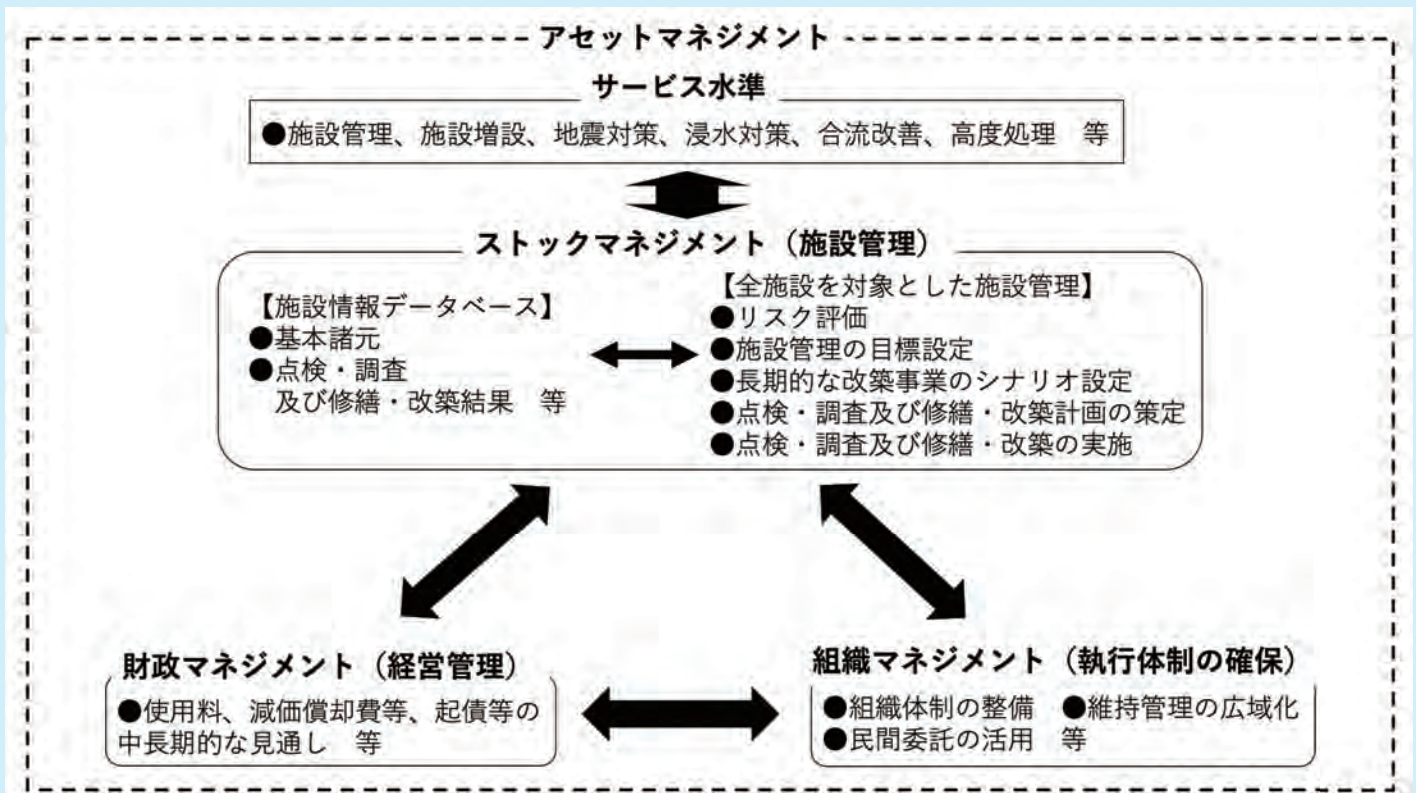 アセットマネジメント
サービス水準
●施設管理、施設増設、地震対策、浸水対策、合流改善、高度処理　等
ストックマネジメント（施設管理）
【施設情報データベース】
●基本諸元
●点検・調査
及び修繕・改築結果　等
【全施設を対象とした施設管理】
●リスク評価
●施設管理の目標設定
●長期的な改築事業のシナリオ設定
●点検・調査及び修繕・改築計画の策定
●点検・調査及び修繕・改築の実施
財政マネジメント（経営管理）
●使用料、減価償却費等、起債等の
中長期的な見通し　等
組織マネジメント（執行体制の確保）
●組織体制の整備　●維持管理の広域化
●民間委託の活用　等